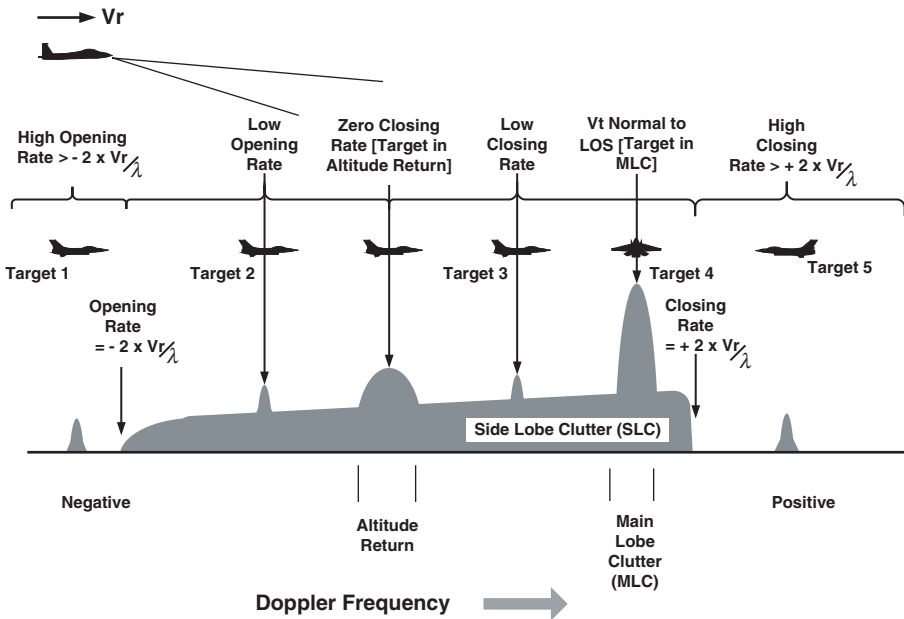 Vr
High Opening
Rate > - 2 x Vr/λ
Low
Opening
Rate
Zero Closing
Rate [Target in
Altitude Return]
Low
Closing
Rate
Vt Normal to
LOS [Target in
MLC]
High
Closing
Rate > + 2 x Vr/λ
Target 1
Target 2
Target 3
Target 4
Target 5
Opening
Rate
= - 2 x Vr/λ
Closing
Rate
= + 2 x Vr/λ
Side Lobe Clutter (SLC)
Negative
Altitude
Return
Main
Lobe
Clutter
(MLC)
Positive
Doppler Frequency